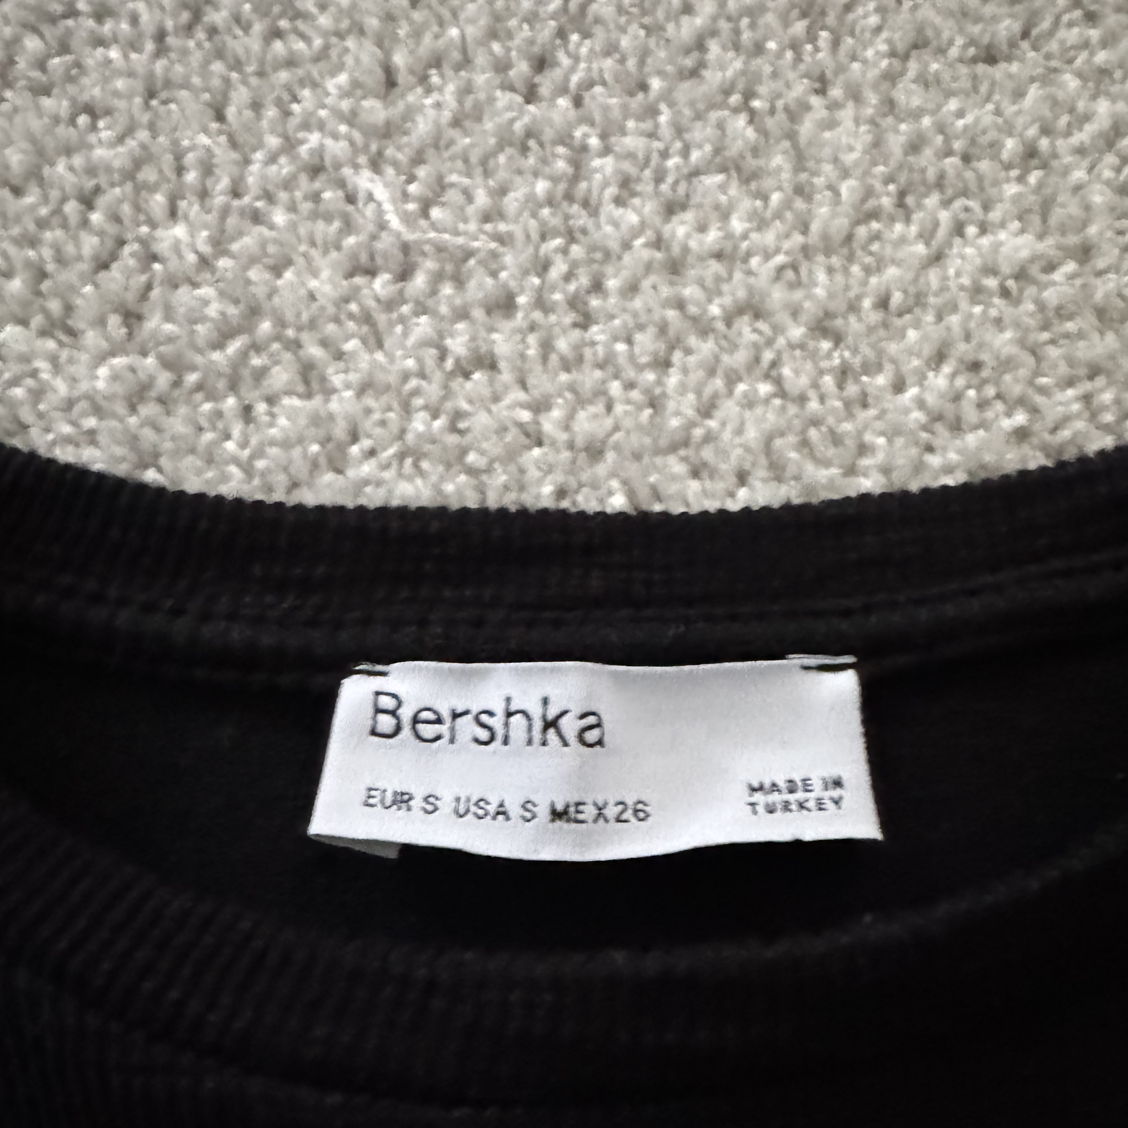 Bershka
EUR S USA S MEX26
MADE IN
TURKEY